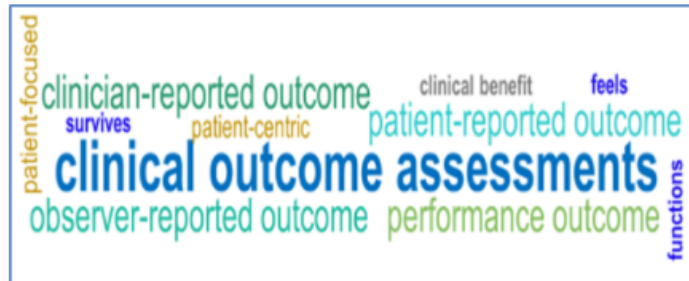 patient-focused
clinician-reported outcome
clinical benefit
feels
survives
patient-centric
patient-reported outcome
clinical outcome assessments
observer-reported outcome
performance outcome
functions